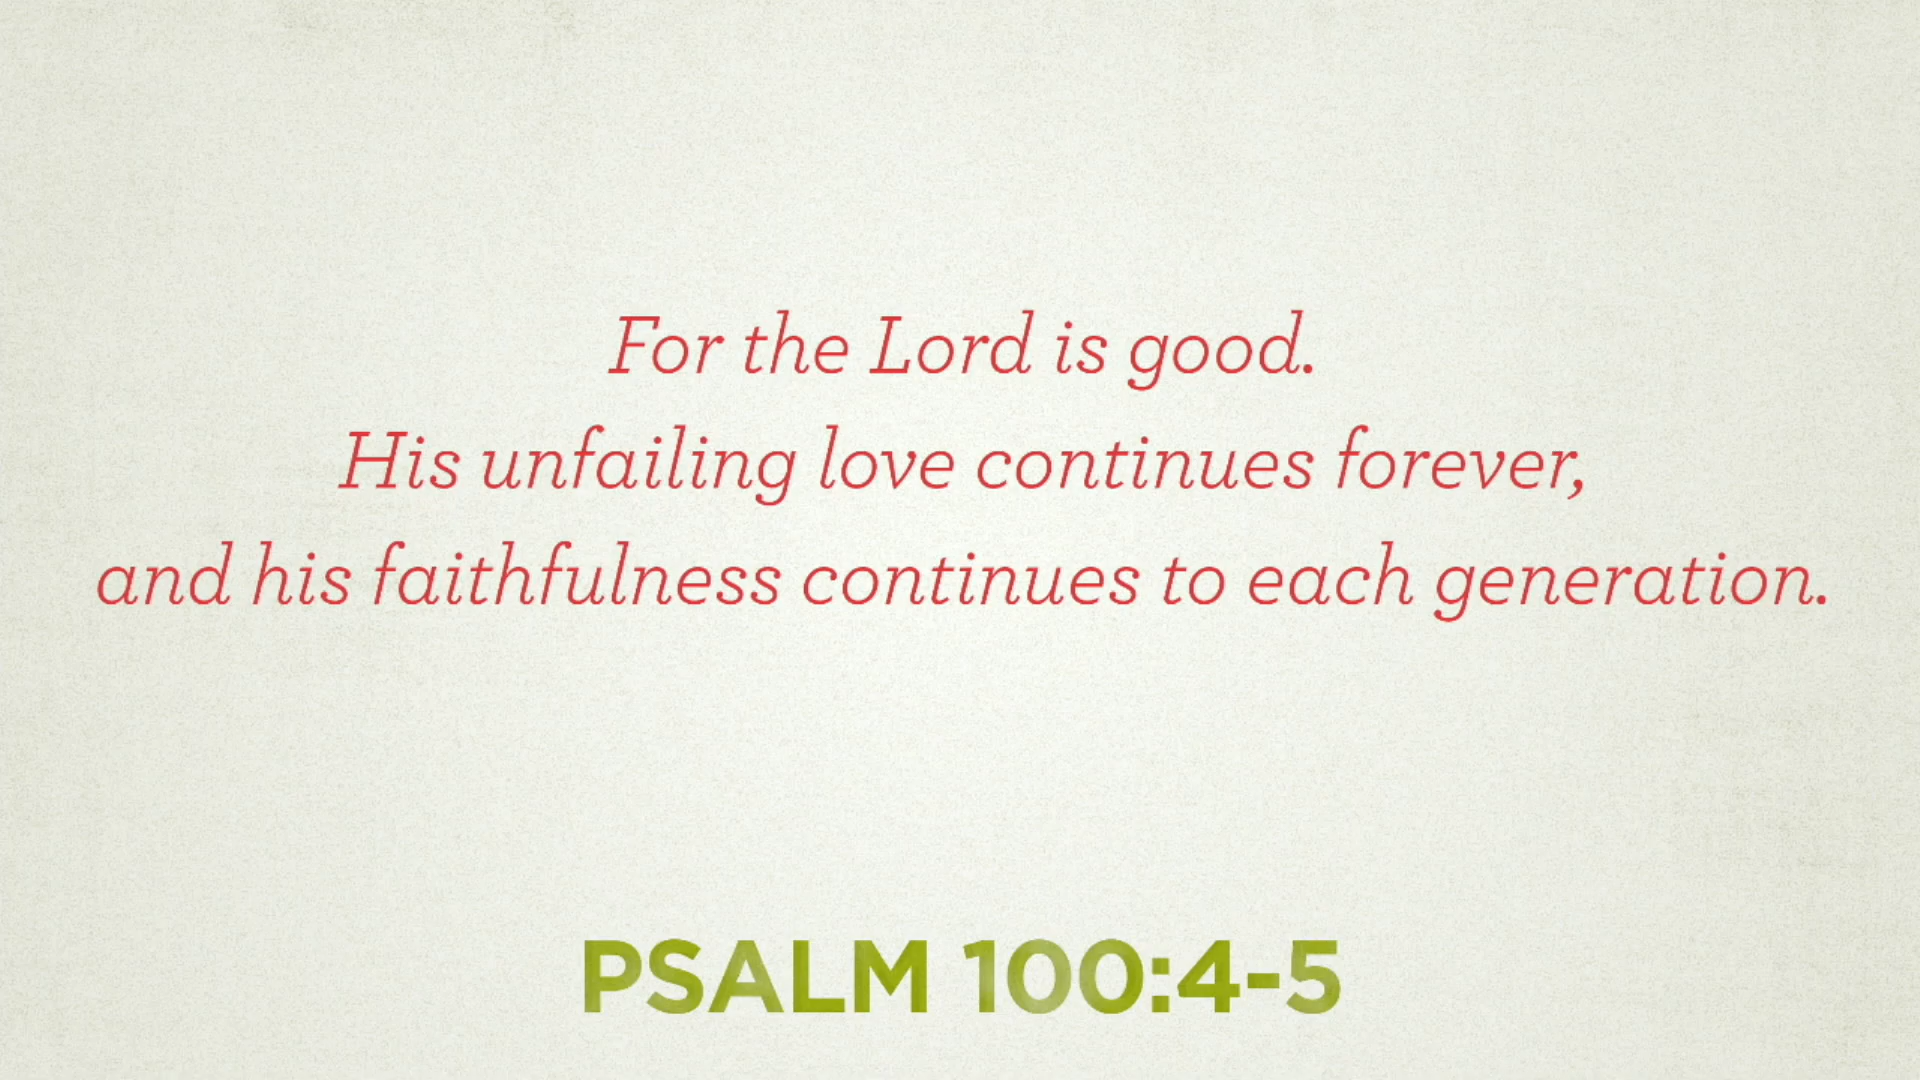 For the Lord is good.
His unfailing love continues forever,
and his faithfulness continues to each generation.
PSALM 100:4-5